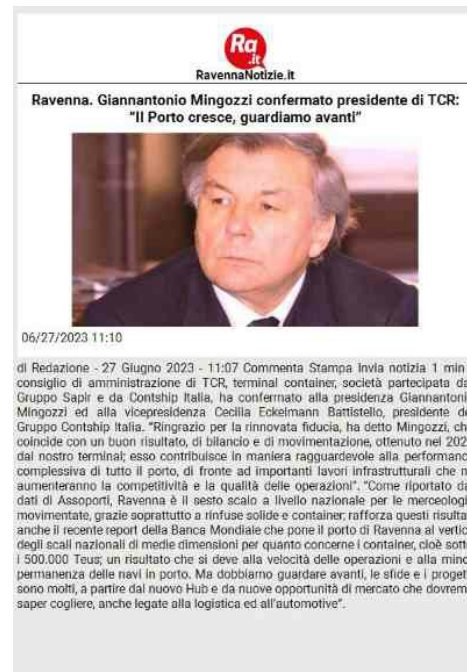 Ra
.it
RavennaNotizie.it
Ravenna. Giannantonio Mingozzi confermato presidente di TCR:
"Il Porto cresce, guardiamo avanti"
06/27/2023 11:10
di Redazione - 27 Giugno 2023 - 11:07 Commenta Stampa Invia notizia 1 min
consiglio di amministrazione di TCR, terminal container, società partecipata da
Gruppo Sapir e da Contship Italia, ha confermato alla presidenza Giannantoni
Mingozzi ed alla vicepresidenza Cecilia Eckelmann Battistello, presidente de
Gruppo Contship Italia. "Ringrazio per la rinnovata fiducia, ha detto Mingozzi, ch
coincide con un buon risultato, di bilancio e di movimentazione, ottenuto nel 202
dal nostro terminal; esso contribuisce in maniera ragguardevole alla performanc
complessiva di tutto il porto, di fronte ad importanti lavori infrastrutturali che n
aumenteranno la competitività e la qualità delle operazioni". "Come riportato da
dati di Assoporti, Ravenna è il sesto scalo a livello nazionale per le merceologi
movimentate, grazie soprattutto a rinfuse solide e container; rafforza questi risulta
anche il recente report della Banca Mondiale che pone il porto di Ravenna al vertic
degli scali nazionali di medie dimensioni per quanto concerne i container, cioè sott
i 500.000 Teus; un risultato che si deve alla velocità delle operazioni e alla mino
permanenza delle navi in porto. Ma dobbiamo guardare avanti, le sfide e i proget
sono molti, a partire dal nuovo Hub e da nuove opportunità di mercato che dovrem
saper cogliere, anche legate alla logistica ed all'automotive".